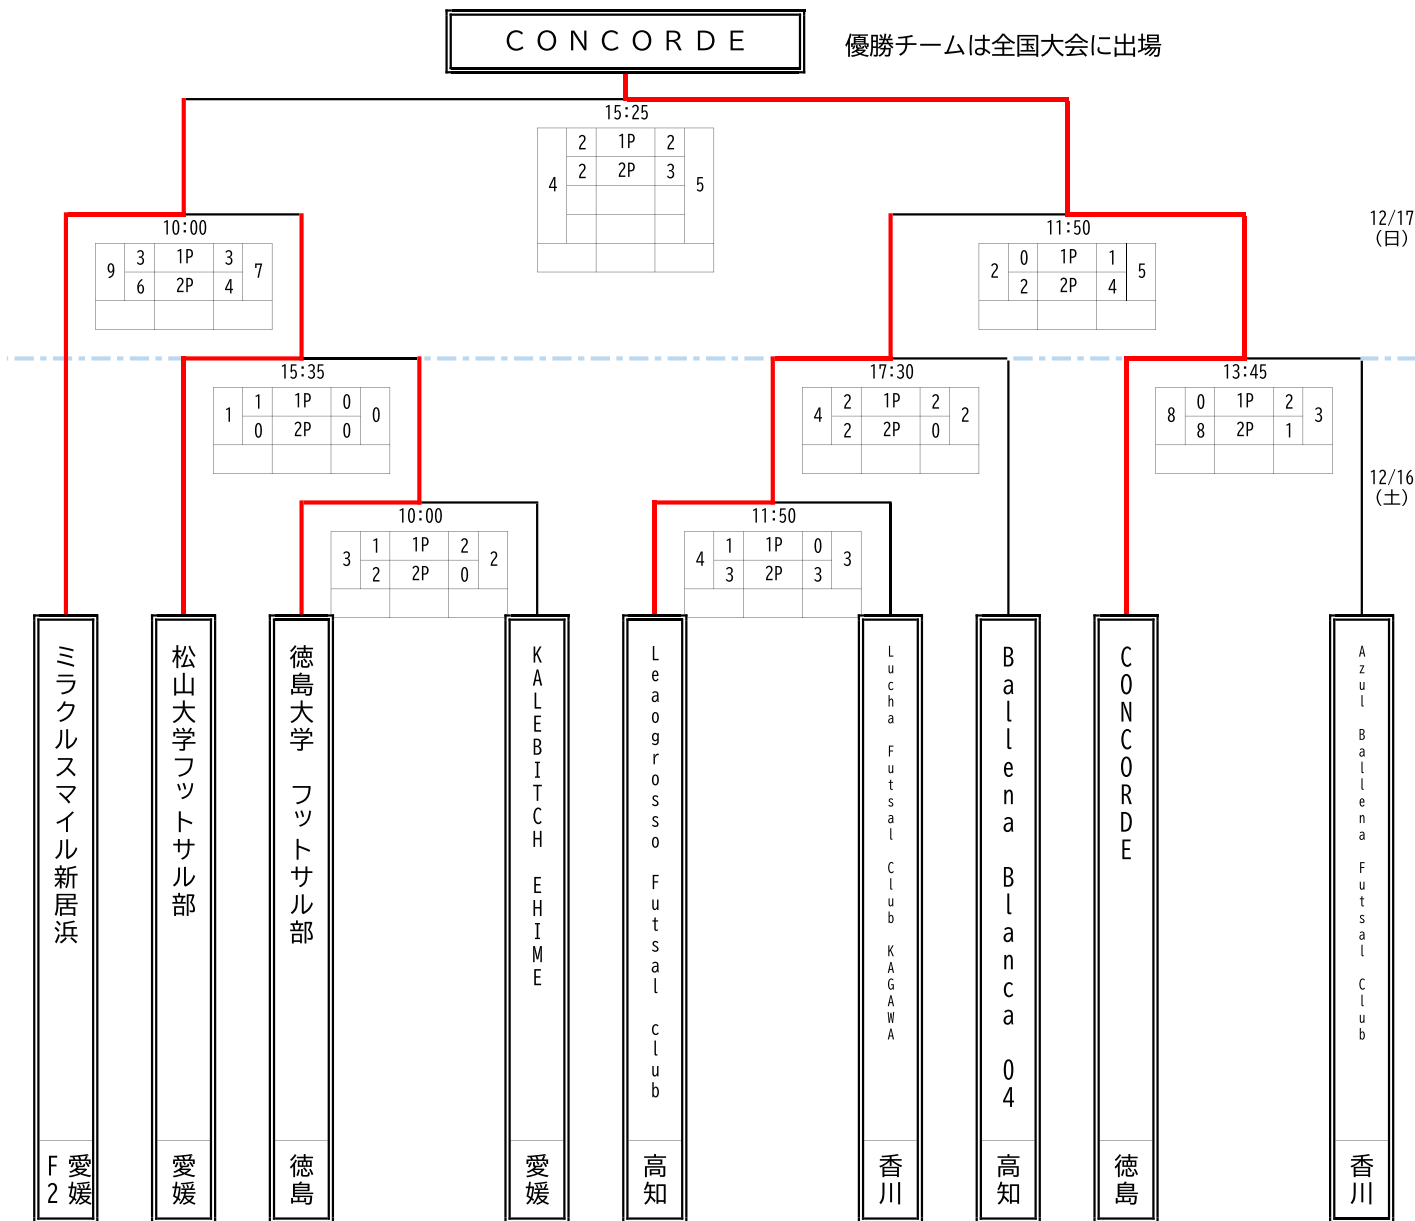 CONCORDE
優勝チームは全国大会に出場
15:25
4 2 1P 2 5
2 2P 3
12/17
(日)
10:00
9 3 1P 3 7
6 2P 4
11:50
2 0 1P 1 5
2 2P 4
15:35
1 1 1P 0 0
0 2P 0
17:30
4 2 1P 2 2
2 2P 0
13:45
8 0 1P 2 3
8 2P 1
12/16
(土)
10:00
3 1 1P 2 2
2 2P 0
11:50
4 1 1P 0 3
3 2P 3
ミラクルスマイル新居浜
松山大学フットサル部
徳島大学 フットサル部
KALEBITCH EHIME
Leaogrosso Futsal club
Lucha Futsal Club KAGAWA
Ballena Blanca 04
CONCORDE
Azul Ballena Futsal Club
愛媛
F2
愛媛
徳島
愛媛
高知
香川
高知
徳島
香川